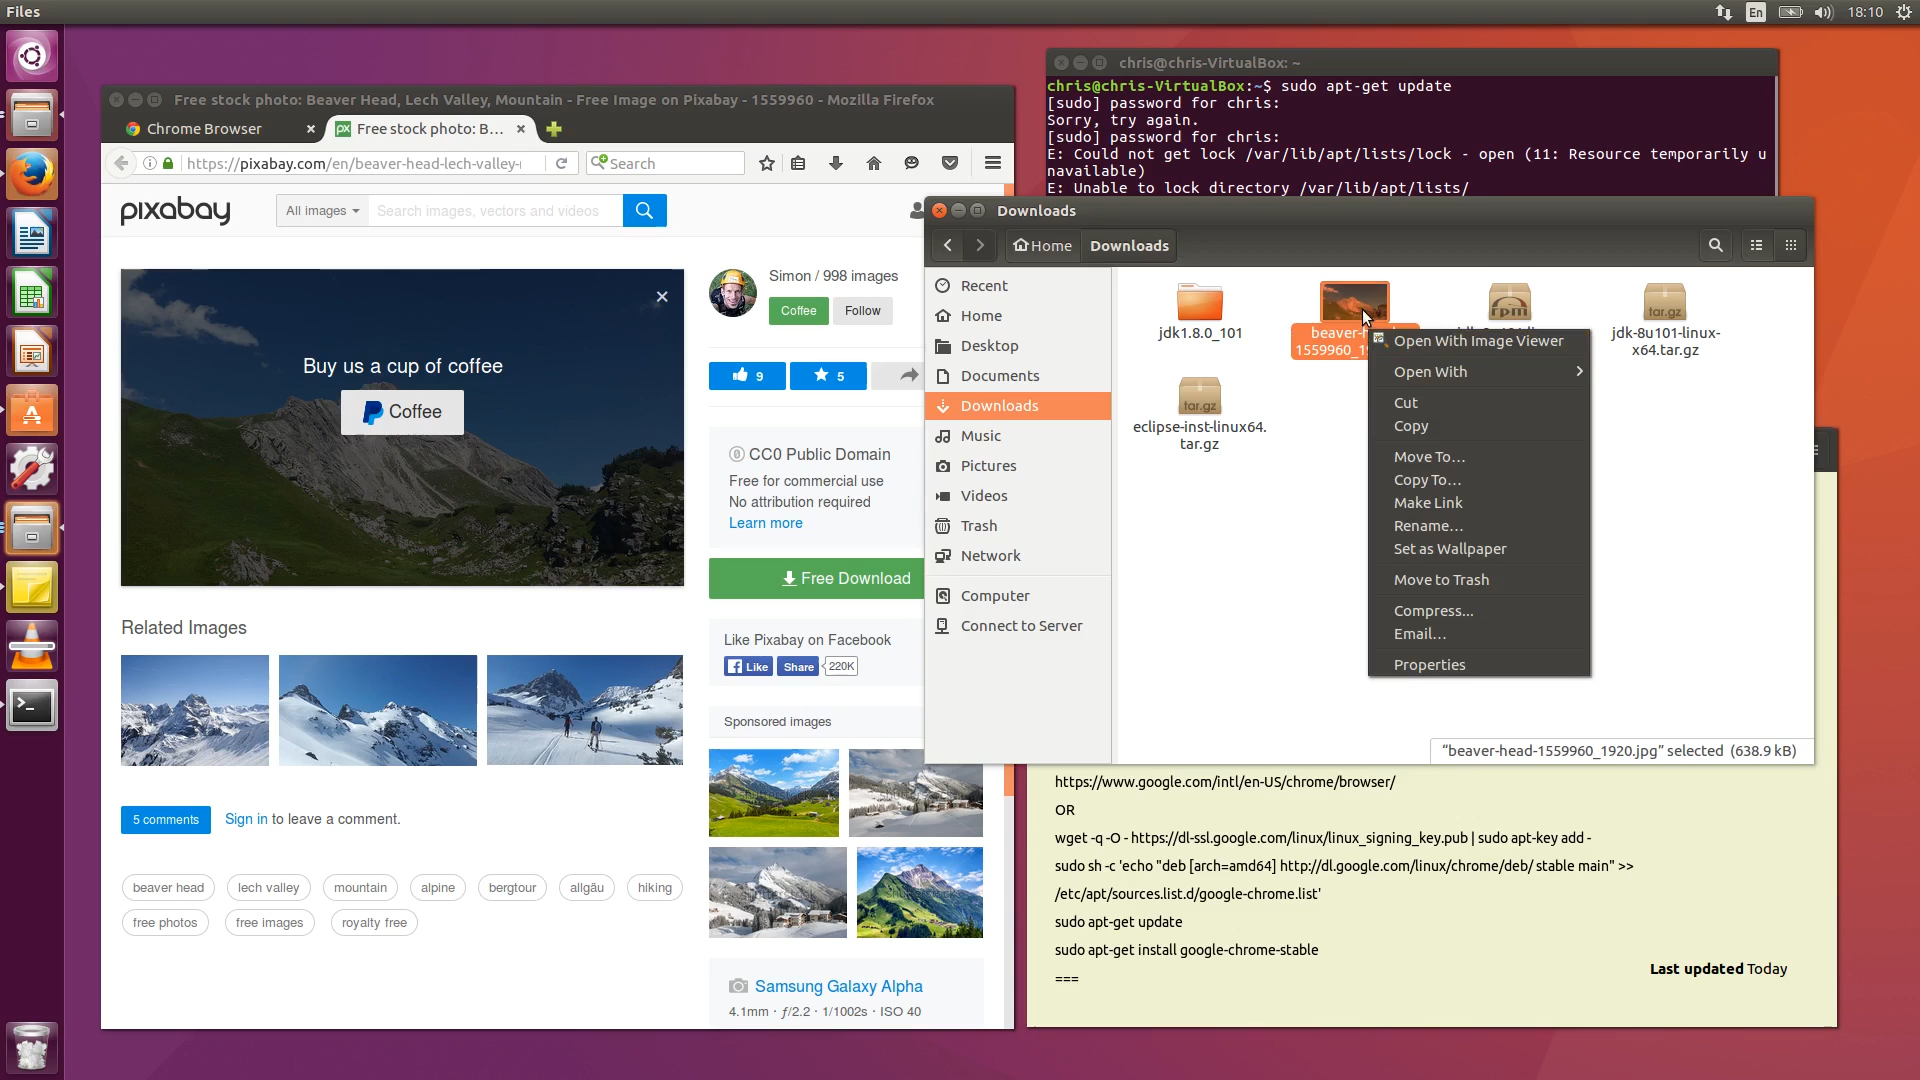 Files
En
18:10
Free stock photo: Beaver Head, Lech Valley, Mountain - Free Image on Pixabay - 1559960 - Mozilla Firefox
Chrome Browser
Free stock photo: B...
https://pixabay.com/en/beaver-head-lech-valley-
Search
pixabay
All images
Search images, vectors and videos
Buy us a cup of coffee
Coffee
Simon / 998 images
Coffee
Follow
9
5
CC0 Public Domain
Free for commercial use
No attribution required
Learn more
Free Download
Like Pixabay on Facebook
Like
Share
220K
Sponsored images
Related Images
5 comments
Sign in to leave a comment.
beaver head
lech valley
mountain
alpine
bergtour
allgäu
hiking
free photos
free images
royalty free
Samsung Galaxy Alpha
4.1mm · ƒ/2.2 · 1/1002s · ISO 40
chris@chris-VirtualBox: ~
chris@chris-VirtualBox:~$ sudo apt-get update
[sudo] password for chris:
Sorry, try again.
[sudo] password for chris:
E: Could not get lock /var/lib/apt/lists/lock - open (11: Resource temporarily u
navailable)
E: Unable to lock directory /var/lib/apt/lists/
Downloads
Home
Downloads
Recent
Home
Desktop
Documents
Downloads
Music
Pictures
Videos
Trash
Network
Computer
Connect to Server
jdk1.8.0_101
rpm
tar.gz
jdk-8u101-linux-
x64.tar.gz
tar.gz
eclipse-inst-linux64.
tar.gz
Open With Image Viewer
Open With
Cut
Copy
Move To…
Copy To…
Make Link
Rename…
Set as Wallpaper
Move to Trash
Compress…
Email…
Properties
“beaver-head-1559960_1920.jpg” selected (638.9 kB)
https://www.google.com/intl/en-US/chrome/browser/
OR
wget -q -O - https://dl-ssl.google.com/linux/linux_signing_key.pub | sudo apt-key add -
sudo sh -c 'echo "deb [arch=amd64] http://dl.google.com/linux/chrome/deb/ stable main" >>
/etc/apt/sources.list.d/google-chrome.list'
sudo apt-get update
sudo apt-get install google-chrome-stable
===
Last updated Today